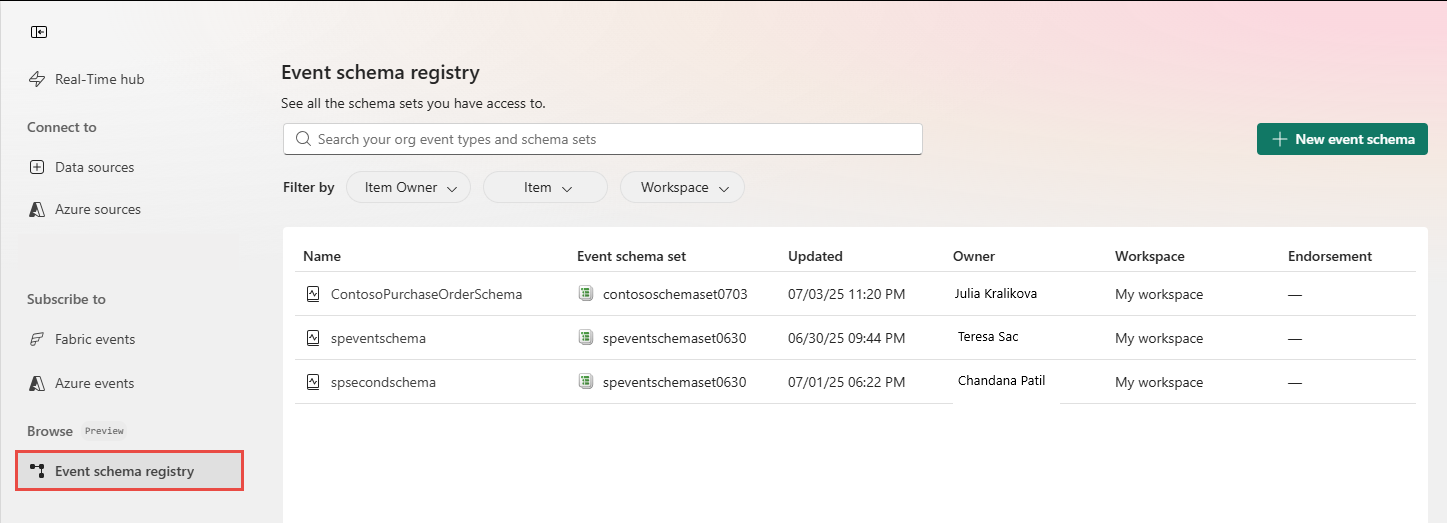 Real-Time hub
Connect to
Data sources
Azure sources
Subscribe to
Fabric events
Azure events
Browse Preview
Event schema registry
Event schema registry
See all the schema sets you have access to.
Search your org event types and schema sets
New event schema
Filter by Item Owner Item Workspace
Name Event schema set Updated Owner Workspace Endorsement
ContosoPurchaseOrderSchema contososchemaset0703 07/03/25 11:20 PM Julia Kralikova My workspace —
speventschema speventschemaset0630 06/30/25 09:44 PM Teresa Sac My workspace —
spsecondschema speventschemaset0630 07/01/25 06:22 PM Chandana Patil My workspace —